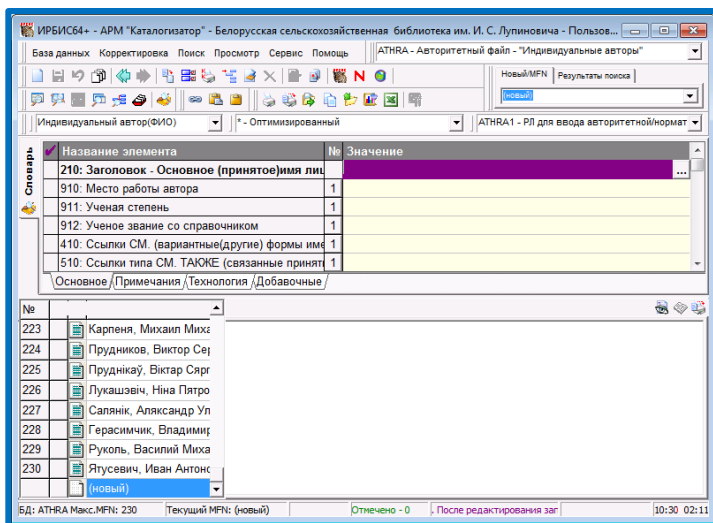 ИРБИС64+ - АРМ "Каталогизатор" - Белорусская сельскохозяйственная библиотека им. И. С. Лупиновича - Пользов...
База данных Корректировка Поиск Просмотр Сервис Помощь
ATHRA - Авторитетный файл - "Индивидуальные авторы"
Новый/MFN Результаты поиска
(новый)
Индивидуальный автор(ФИО) * - Оптимизированный ATHRA1 - РЛ для ввода авторитетной/нормат
Словарь
Название элемента № Значение
210: Заголовок - Основное (принятое)имя лиц ...
910: Место работы автора 1
911: Ученая степень 1
912: Ученое звание со справочником 1
410: Ссылки СМ. (вариантные(другие) формы име 1
510: Ссылки типа СМ. ТАКЖЕ (связанные принят 1
Основное Примечания Технология Добавочные
№
223 Карпеня, Михаил Миха
224 Прудников, Виктор Сер
225 Пруднікаў, Віктар Сярг
226 Лукашэвіч, Ніна Пятро
227 Салянік, Аляксандр Ул
228 Герасимчик, Владимир
229 Руколь, Василий Миха
230 Ятусевич, Иван Антоно
(новый)
БД: ATHRA Макс.MFN: 230 Текущий MFN: (новый) Отмечено - 0 . После редактирования зап 10:30 02:11